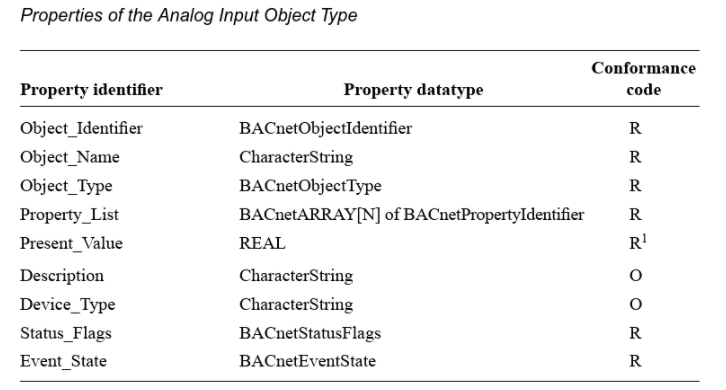 Properties of the Analog Input Object Type
Conformance
Property identifier Property datatype code
Object_Identifier BACnetObjectIdentifier R
Object_Name CharacterString R
Object_Type BACnetObjectType R
Property_List BACnetARRAY[N] of BACnetPropertyIdentifier R
Present_Value REAL R¹
Description CharacterString O
Device_Type CharacterString O
Status_Flags BACnetStatusFlags R
Event_State BACnetEventState R